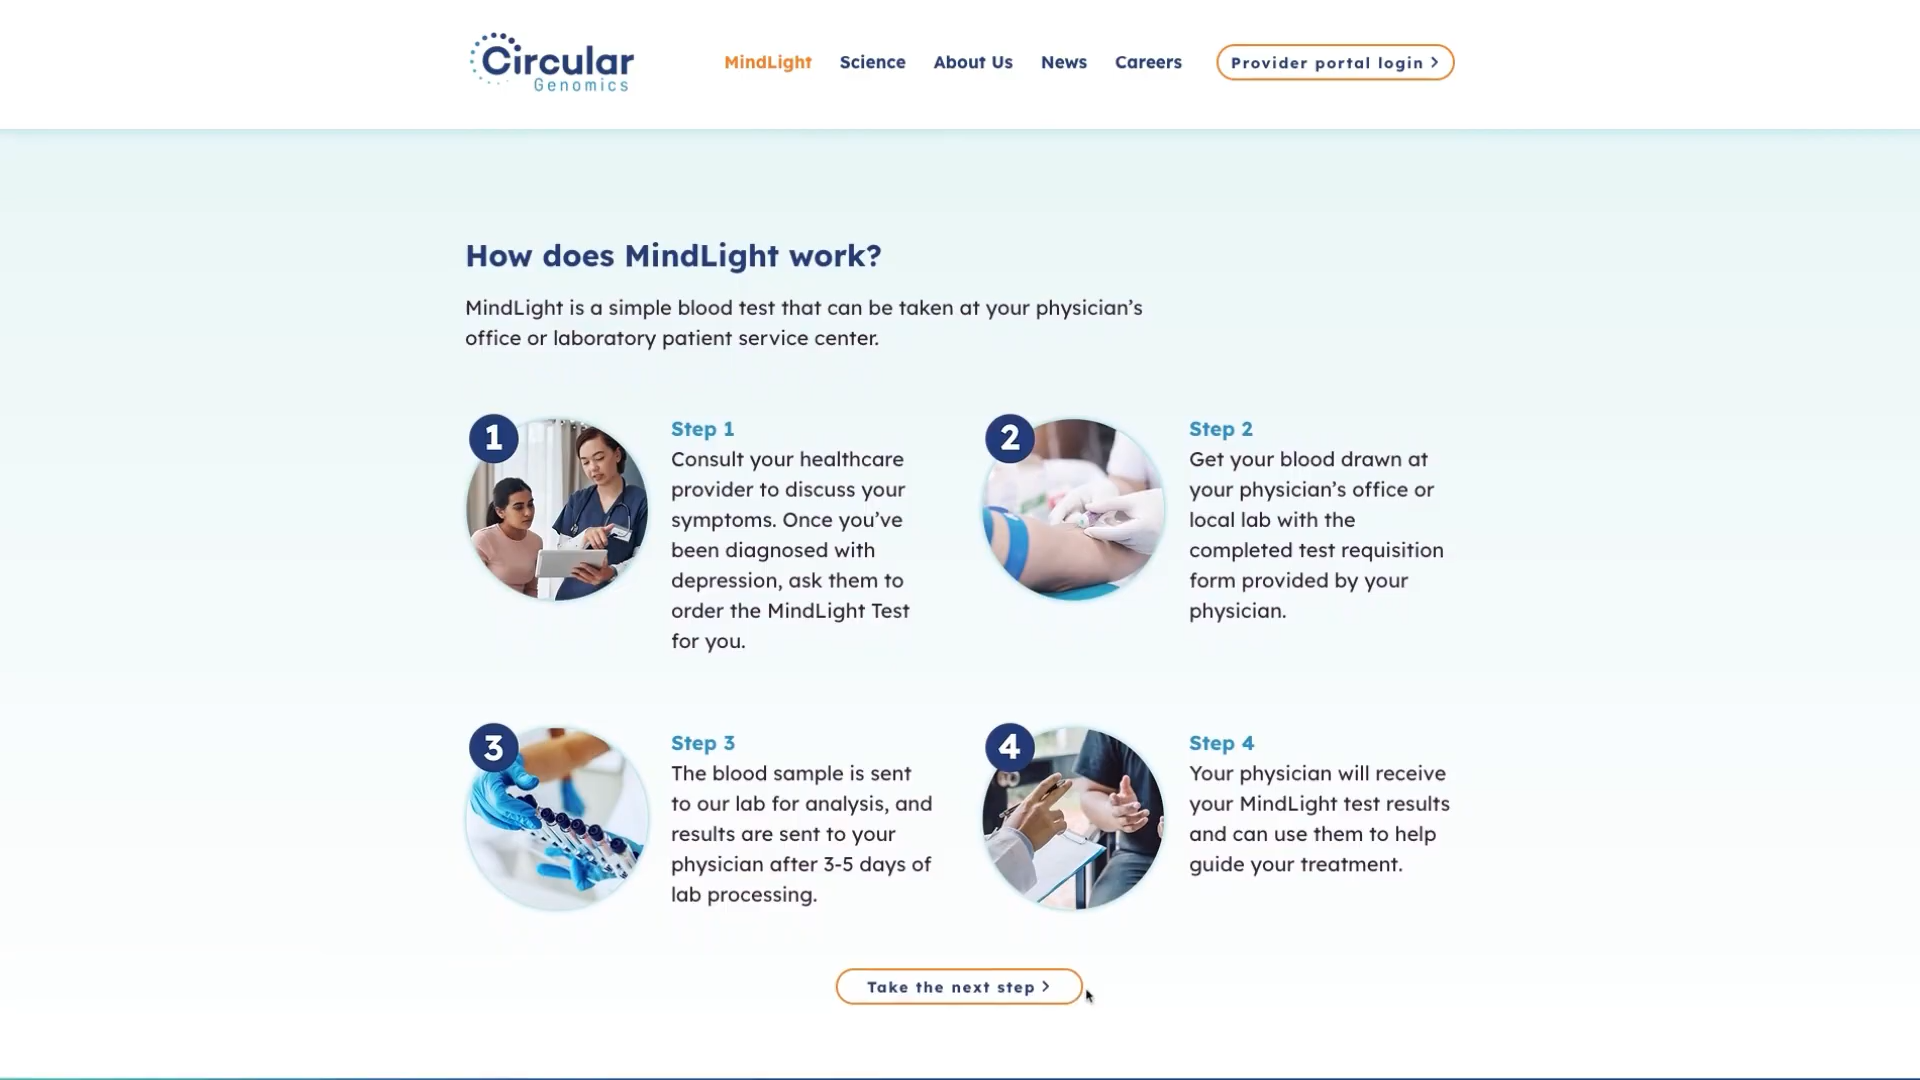 Circular
Genomics
MindLight
Science
About Us
News
Careers
Provider portal login >
How does MindLight work?
MindLight is a simple blood test that can be taken at your physician’s
office or laboratory patient service center.
1
Step 1
Consult your healthcare
provider to discuss your
symptoms. Once you’ve
been diagnosed with
depression, ask them to
order the MindLight Test
for you.
2
Step 2
Get your blood drawn at
your physician’s office or
local lab with the
completed test requisition
form provided by your
physician.
3
Step 3
The blood sample is sent
to our lab for analysis, and
results are sent to your
physician after 3-5 days of
lab processing.
4
Step 4
Your physician will receive
your MindLight test results
and can use them to help
guide your treatment.
Take the next step >